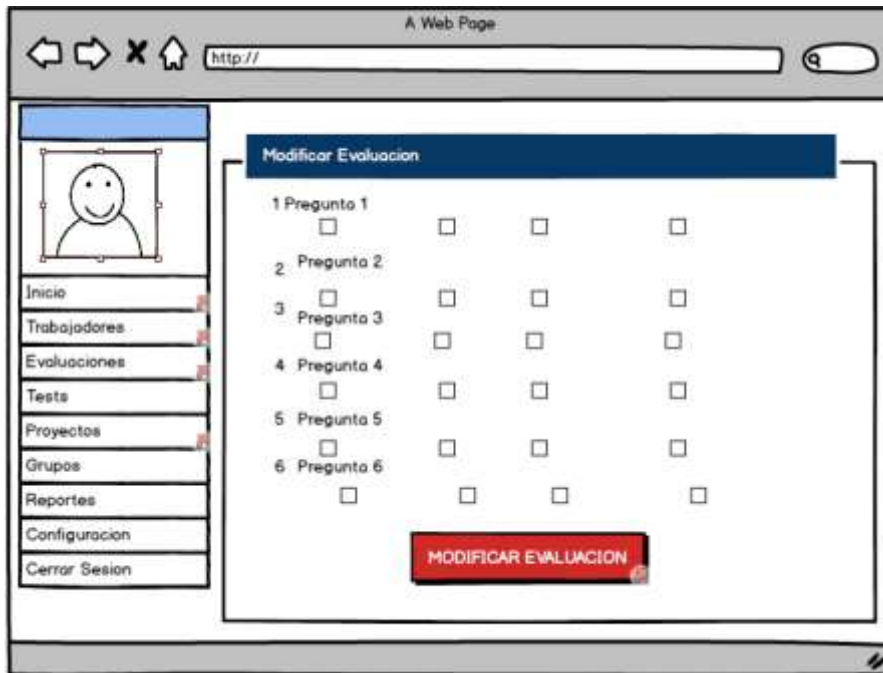 A Web Page
http://
Modificar Evaluacion
1 Pregunta 1
2 Pregunta 2
3 Pregunta 3
4 Pregunta 4
5 Pregunta 5
6 Pregunta 6
MODIFICAR EVALUACION
Inicio
Trabajadores
Evaluaciones
Tests
Proyectos
Grupos
Reportes
Configuracion
Cerrar Sesion